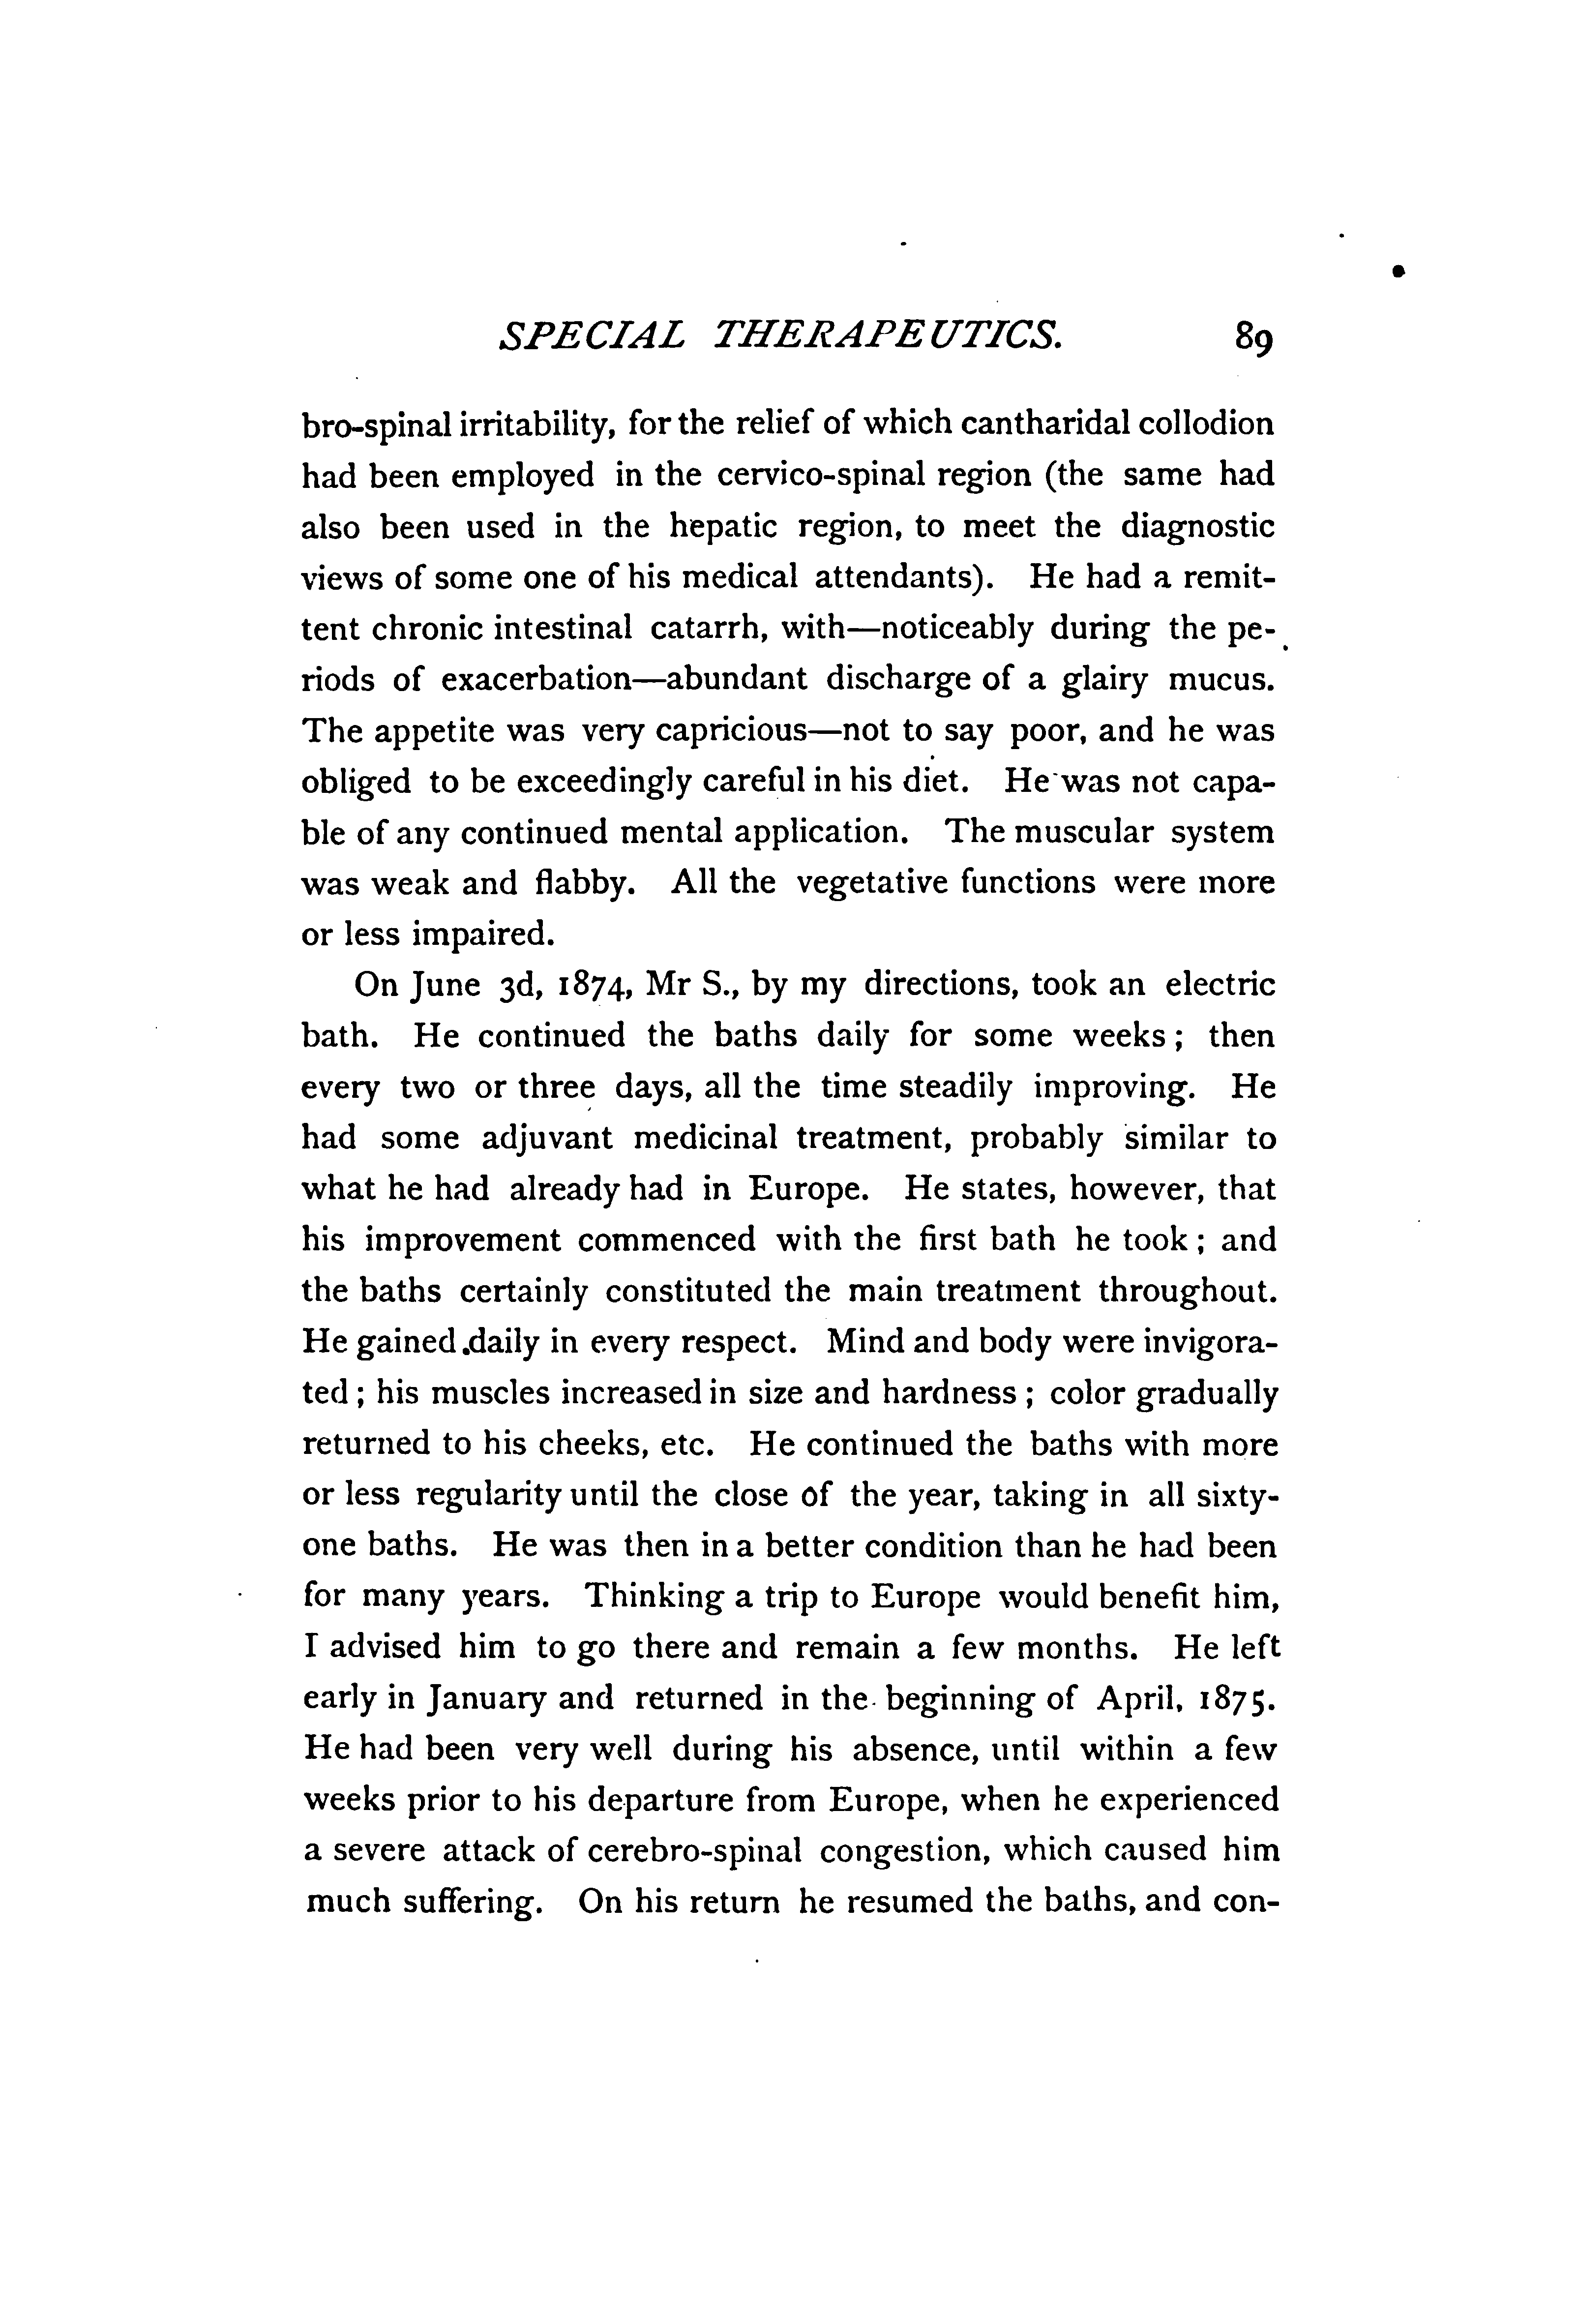 SPECIAL THERAPEUTICS. 89
bro-spinal irritability, for the relief of which cantharidal collodion
had been employed in the cervico-spinal region (the same had
also been used in the hepatic region, to meet the diagnostic
views of some one of his medical attendants). He had a remit-
tent chronic intestinal catarrh, with—noticeably during the pe-
riods of exacerbation—abundant discharge of a glairy mucus.
The appetite was very capricious—not to say poor, and he was
obliged to be exceedingly careful in his diet. He was not capa-
ble of any continued mental application. The muscular system
was weak and flabby. All the vegetative functions were more
or less impaired.
On June 3d, 1874, Mr S., by my directions, took an electric
bath. He continued the baths daily for some weeks; then
every two or three days, all the time steadily improving. He
had some adjuvant medicinal treatment, probably similar to
what he had already had in Europe. He states, however, that
his improvement commenced with the first bath he took; and
the baths certainly constituted the main treatment throughout.
He gained daily in every respect. Mind and body were invigora-
ted; his muscles increased in size and hardness; color gradually
returned to his cheeks, etc. He continued the baths with more
or less regularity until the close of the year, taking in all sixty-
one baths. He was then in a better condition than he had been
for many years. Thinking a trip to Europe would benefit him,
I advised him to go there and remain a few months. He left
early in January and returned in the beginning of April, 1875.
He had been very well during his absence, until within a few
weeks prior to his departure from Europe, when he experienced
a severe attack of cerebro-spinal congestion, which caused him
much suffering. On his return he resumed the baths, and con-